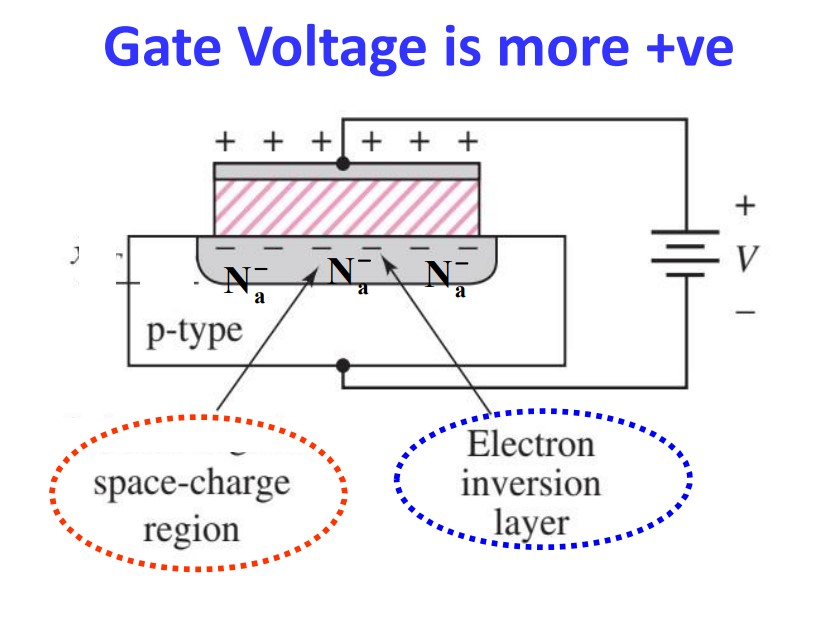 Gate Voltage is more +ve
+ + + + + +
+
V
−
− − − − − −
Nₐ⁻ Nₐ⁻ Nₐ⁻
p-type
space-charge
region
Electron
inversion
layer